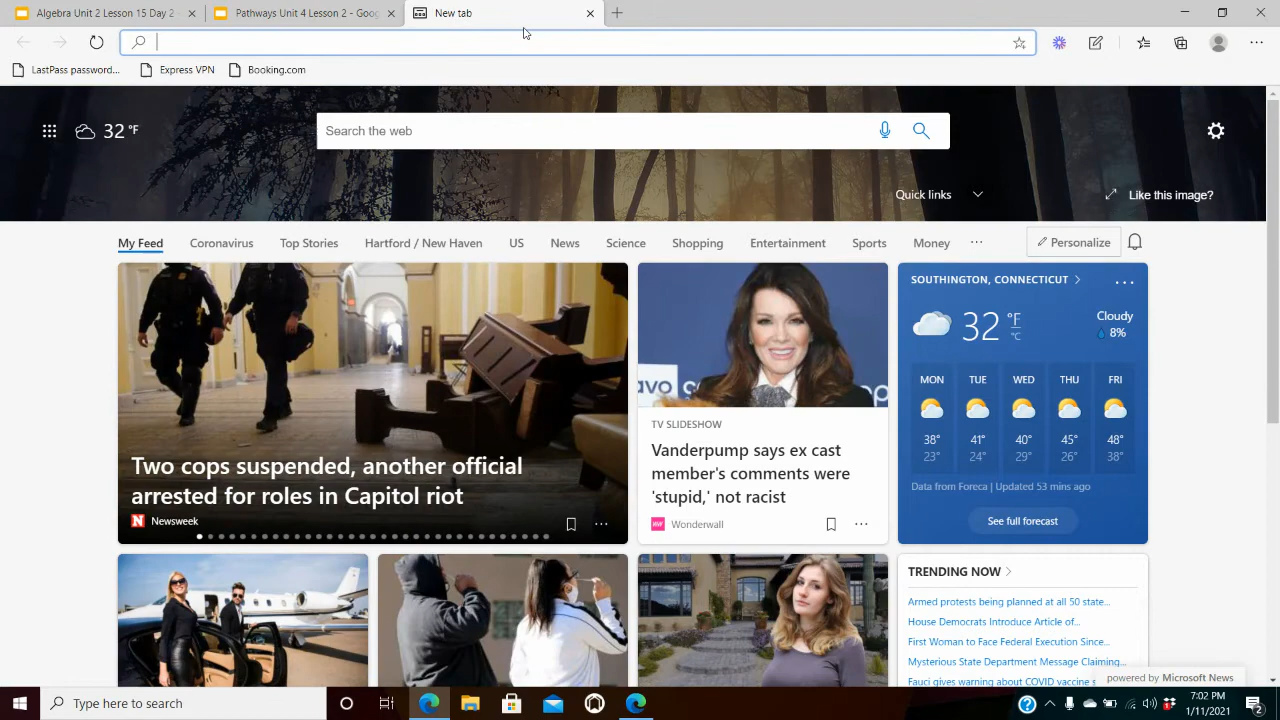 Algebra Unit 2 Lesson 15 Day 2 -
Pathways Unit 4 Lesson 2 - Goog
New tab
LastPass password...
Express VPN
Booking.com
32 °F
Search the web
Quick links
Like this image?
My Feed
Coronavirus
Top Stories
Hartford / New Haven
US
News
Science
Shopping
Entertainment
Sports
Money
...
Personalize
Two cops suspended, another official
arrested for roles in Capitol riot
N Newsweek
TV SLIDESHOW
Vanderpump says ex cast
member's comments were
'stupid,' not racist
Wonderwall
SOUTHINGTON, CONNECTICUT
32 °F
°C
Cloudy
8%
MON TUE WED THU FRI
38° 41° 40° 45° 48°
23° 24° 29° 26° 38°
Data from Foreca | Updated 53 mins ago
See full forecast
TRENDING NOW
Armed protests being planned at all 50 state...
House Democrats Introduce Article of...
First Woman to Face Federal Execution Since...
Mysterious State Department Message Claiming...
Fauci gives warning about COVID vaccine s
powered by Microsoft News
Type here to search
7:02 PM
1/11/2021
2